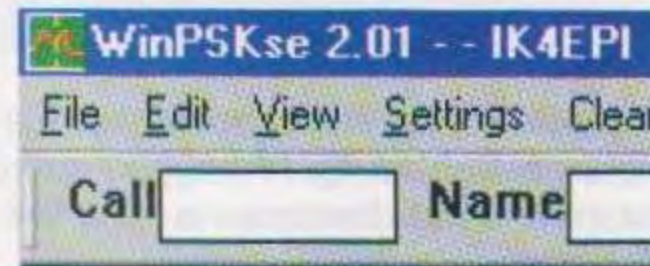 WinPSKse 2.01 - - IK4EPI
File Edit View Settings Clear
Call Name